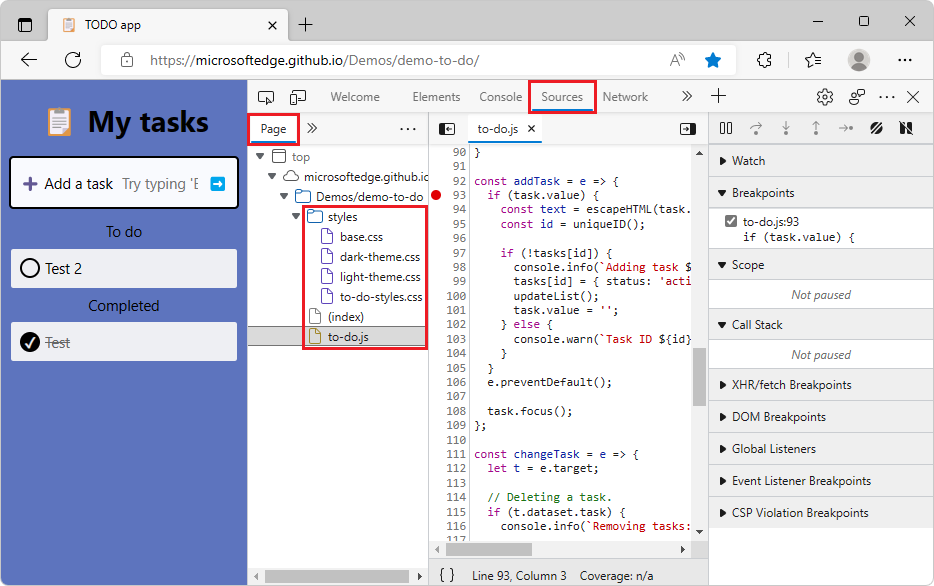 TODO app
https://microsoftedge.github.io/Demos/demo-to-do/
My tasks
Add a task Try typing 'E
To do
Test 2
Completed
Test
Welcome Elements Console Sources Network
Page
top
microsoftedge.github.io
Demos/demo-to-do
styles
base.css
dark-theme.css
light-theme.css
to-do-styles.css
(index)
to-do.js
to-do.js
90 }
91
92 const addTask = e => {
93 if (task.value) {
94 const text = escapeHTML(task.
95 const id = uniqueID();
96
97 if (!tasks[id]) {
98 console.info(`Adding task $
99 tasks[id] = { status: 'acti
100 updateList();
101 task.value = '';
102 } else {
103 console.warn(`Task ID ${id}
104 }
105 }
106 e.preventDefault();
107
108 task.focus();
109 };
110
111 const changeTask = e => {
112 let t = e.target;
113
114 // Deleting a task.
115 if (t.dataset.task) {
116 console.info(`Removing tasks:
117
{ } Line 93, Column 3 Coverage: n/a
Watch
Breakpoints
to-do.js:93
if (task.value) {
Scope
Not paused
Call Stack
Not paused
XHR/fetch Breakpoints
DOM Breakpoints
Global Listeners
Event Listener Breakpoints
CSP Violation Breakpoints